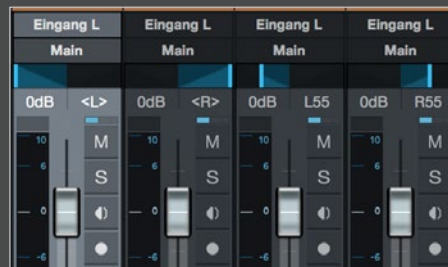 Eingang L Eingang L Eingang L Eingang L
Main Main Main Main
0dB <L> 0dB <R> 0dB L55 0dB R55
10 M 10 M 10 M 10 M
6 S 6 S 6 S 6 S
0 0 0 0
-6 -6 -6 -6